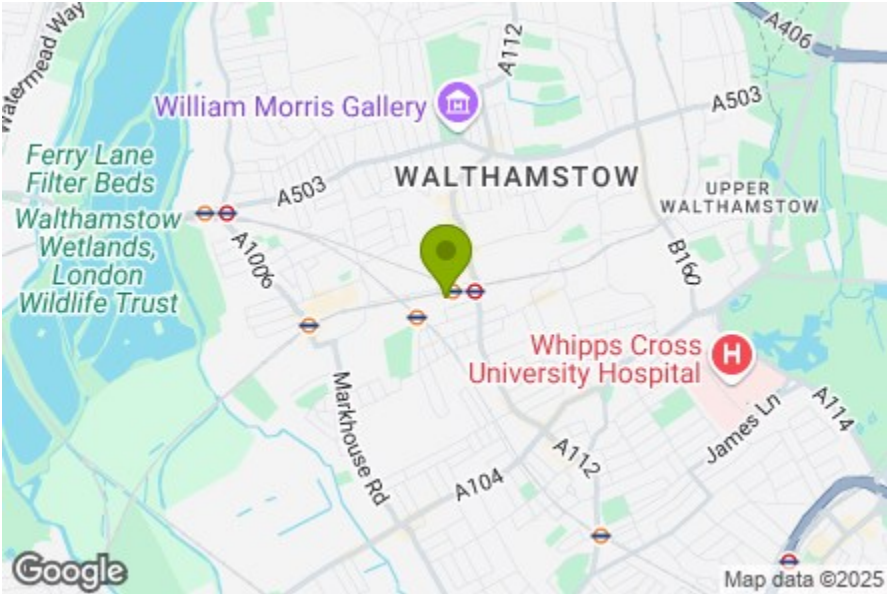 Watermead Way
A112
A406
William Morris Gallery
A503
Ferry Lane
Filter Beds
WALTHAMSTOW
A503
UPPER
WALTHAMSTOW
Walthamstow
Wetlands,
London
Wildlife Trust
A1006
B160
Whipps Cross
University Hospital
H
Markhouse Rd
James Ln
A114
A112
A104
Google
Map data ©2025